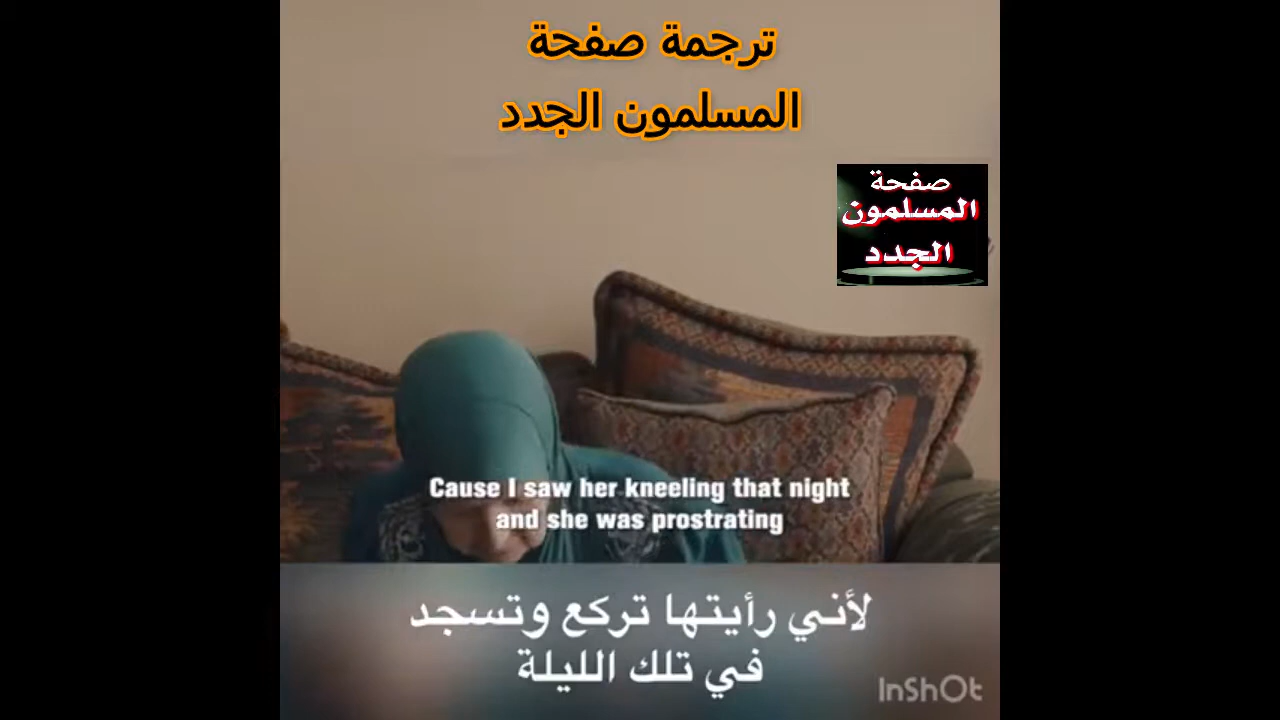 ترجمة صفحة
المسلمون الجدد
صفحة
المسلمون
الجدد
Cause I saw her kneeling that night
and she was prostrating
لأني رأيتها تركع وتسجد
في تلك الليلة
InShOt